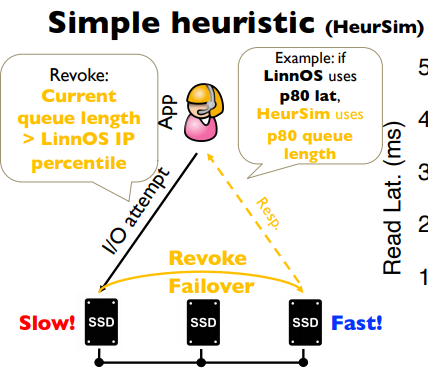 Simple heuristic (HeurSim)
Revoke:
Current
queue length
> LinnOS IP
percentile
App
Example: if
LinnOS uses
p80 lat,
HeurSim uses
p80 queue
length
5
4
3
2
1
Read Lat. (ms)
I/O attempt
Resp.
Revoke
Failover
Slow!
SSD
SSD
SSD
Fast!